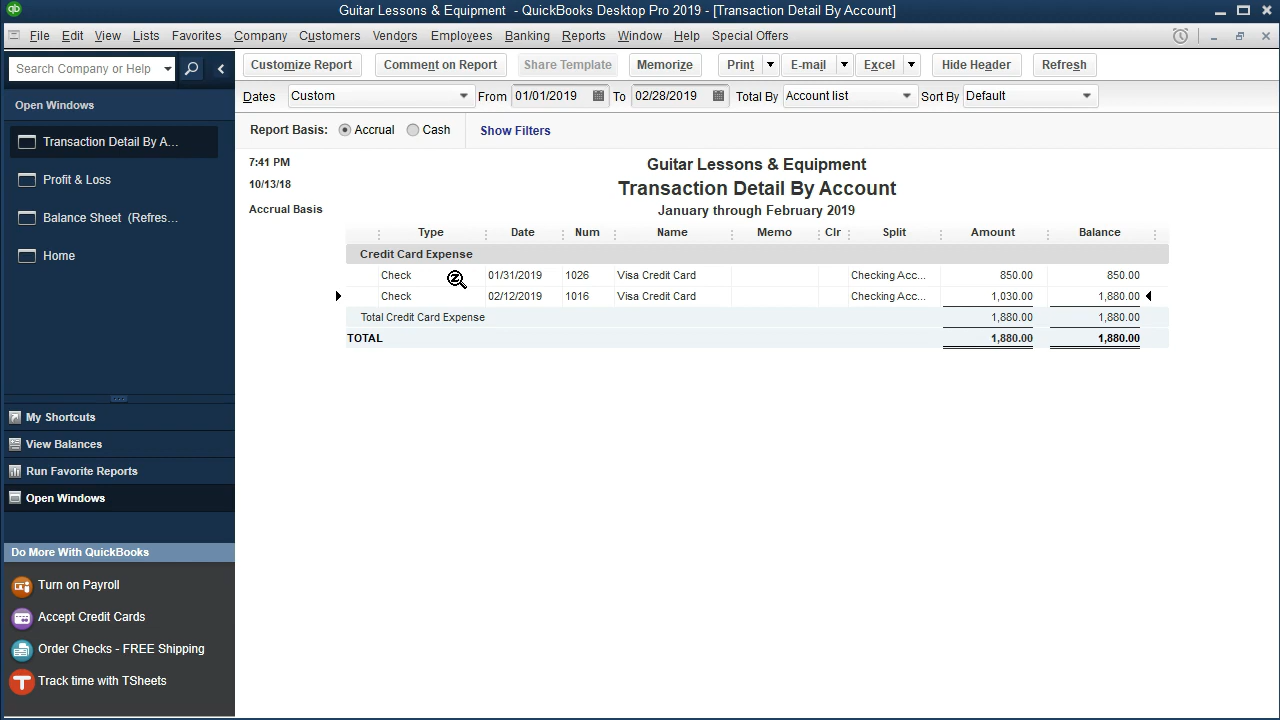 qb Guitar Lessons & Equipment - QuickBooks Desktop Pro 2019 - [Transaction Detail By Account]
File Edit View Lists Favorites Company Customers Vendors Employees Banking Reports Window Help Special Offers
Search Company or Help
Customize Report Comment on Report Share Template Memorize Print E-mail Excel Hide Header Refresh
Dates Custom From 01/01/2019 To 02/28/2019 Total By Account list Sort By Default
Report Basis: Accrual Cash Show Filters
Open Windows
Transaction Detail By A...
Profit & Loss
Balance Sheet (Refres...
Home
My Shortcuts
View Balances
Run Favorite Reports
Open Windows
Do More With QuickBooks
Turn on Payroll
Accept Credit Cards
Order Checks - FREE Shipping
T Track time with TSheets
7:41 PM
10/13/18
Accrual Basis
Guitar Lessons & Equipment
Transaction Detail By Account
January through February 2019
Type Date Num Name Memo Clr Split Amount Balance
Credit Card Expense
Check 01/31/2019 1026 Visa Credit Card Checking Acc... 850.00 850.00
Check 02/12/2019 1016 Visa Credit Card Checking Acc... 1,030.00 1,880.00
Total Credit Card Expense 1,880.00 1,880.00
TOTAL 1,880.00 1,880.00